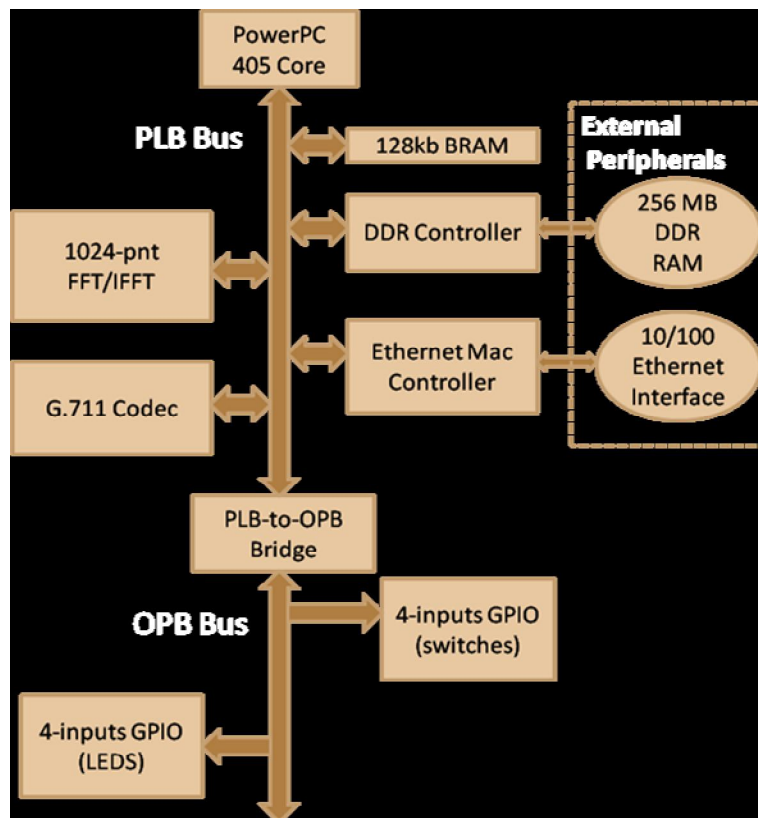 PowerPC
405 Core
PLB Bus
128kb BRAM
External
Peripherals
1024-pnt
FFT/IFFT
DDR Controller
256 MB
DDR
RAM
Ethernet Mac
Controller
10/100
Ethernet
Interface
G.711 Codec
PLB-to-OPB
Bridge
OPB Bus
4-inputs GPIO
(switches)
4-inputs GPIO
(LEDS)